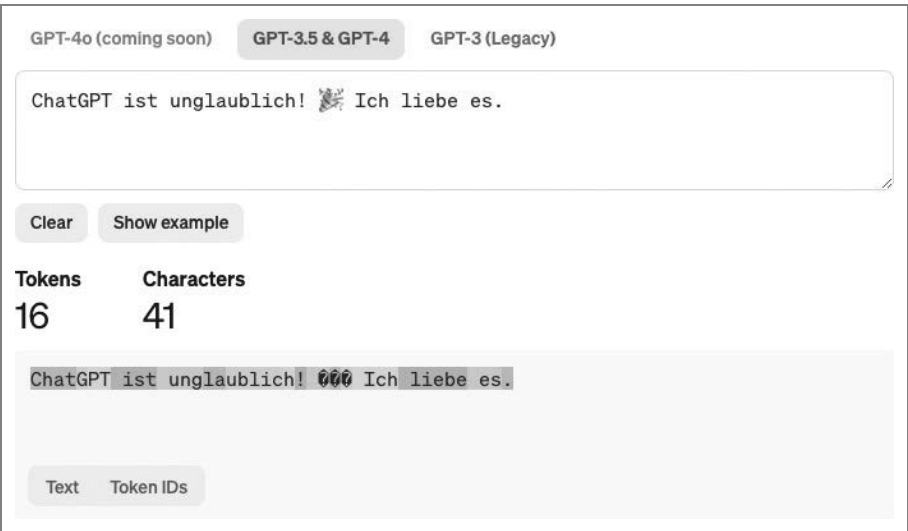 GPT-4o (coming soon) GPT-3.5 & GPT-4 GPT-3 (Legacy)
ChatGPT ist unglaublich! 🎉 Ich liebe es.
Clear Show example
Tokens Characters
16 41
ChatGPT ist unglaublich! ��� Ich liebe es.
Text Token IDs